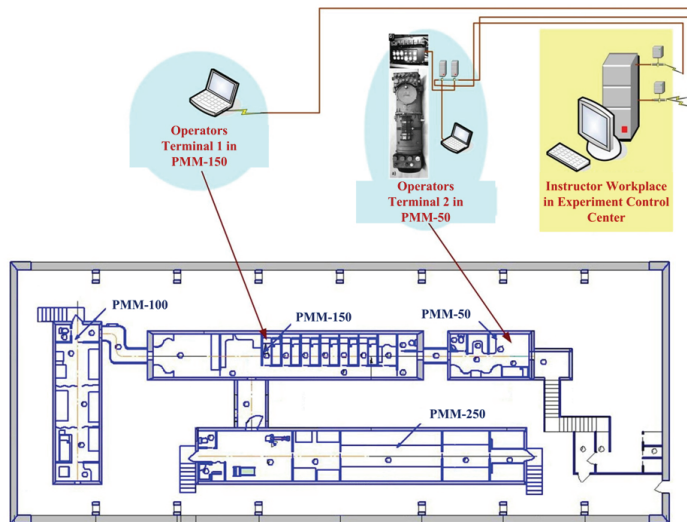 Operators
Terminal 1 in
PMM-150
Operators
Terminal 2 in
PMM-50
Instructor Workplace
in Experiment Control
Center
PMM-100
PMM-150
PMM-50
PMM-250